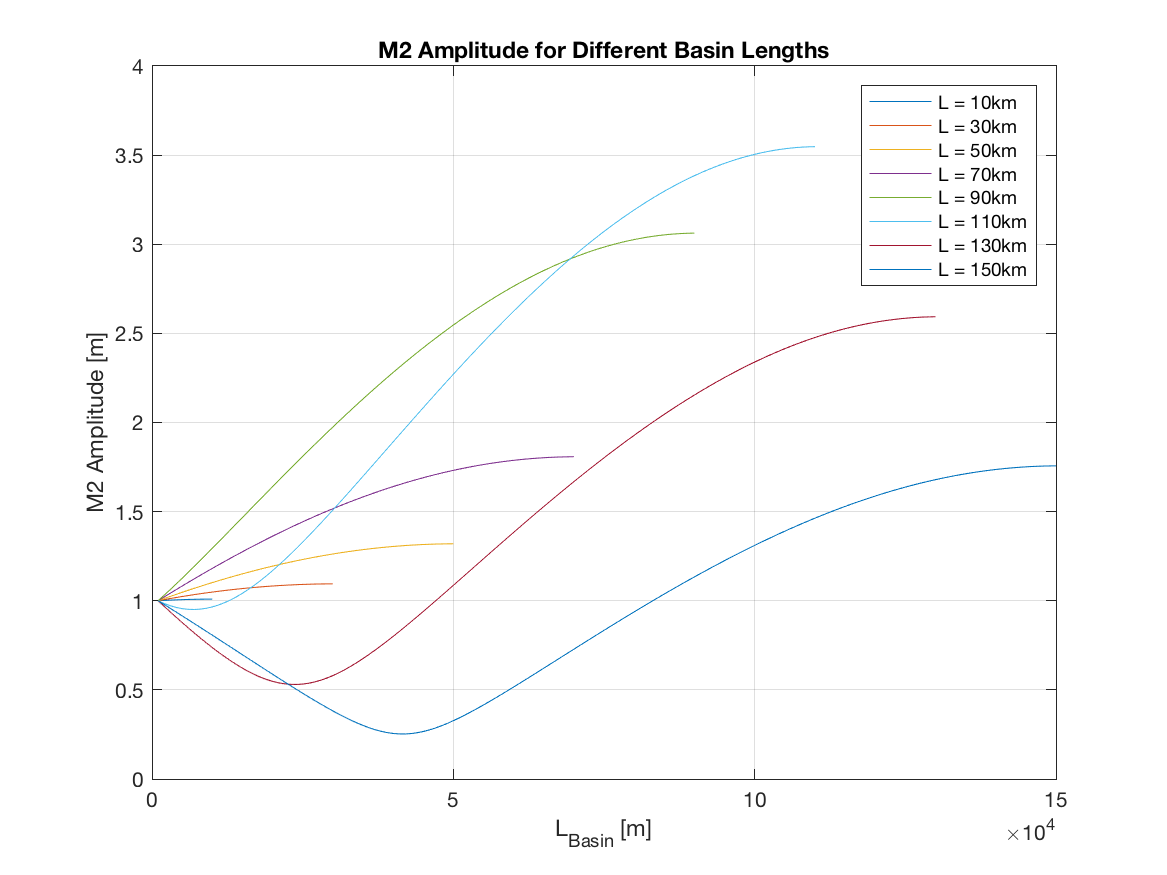 M2 Amplitude for Different Basin Lengths
4
3.5
3
2.5
2
1.5
1
0.5
0
M2 Amplitude [m]
L = 10km
L = 30km
L = 50km
L = 70km
L = 90km
L = 110km
L = 130km
L = 150km
0 5 10 15
L_Basin [m]
×10^4